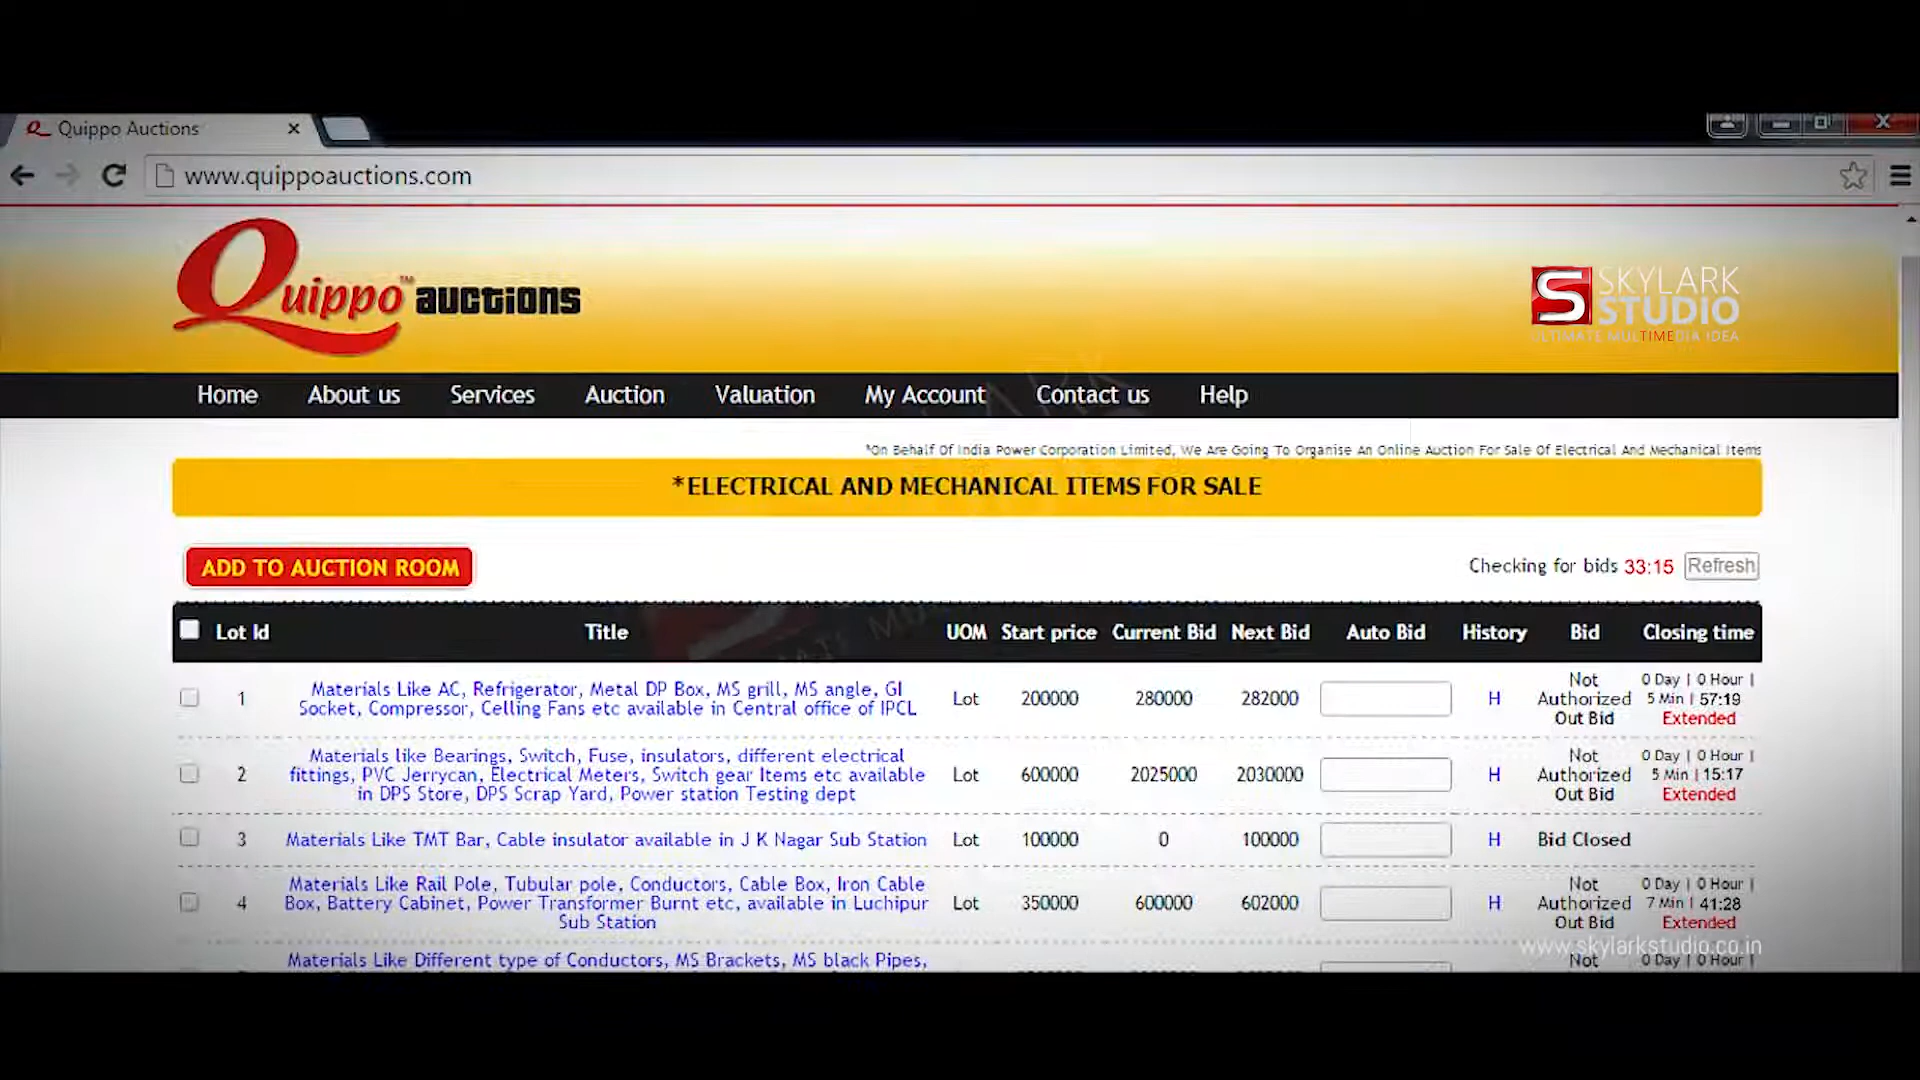 Quippo Auctions
www.quippoauctions.com
Quippo™ auctions
SKYLARK
STUDIO
ULTIMATE MULTIMEDIA IDEA
Home About us Services Auction Valuation My Account Contact us Help
*On Behalf Of India Power Corporation Limited, We Are Going To Organise An Online Auction For Sale Of Electrical And Mechanical Items
*ELECTRICAL AND MECHANICAL ITEMS FOR SALE
ADD TO AUCTION ROOM
Checking for bids 33:15 Refresh
Lot Id Title UOM Start price Current Bid Next Bid Auto Bid History Bid Closing time
1 Materials Like AC, Refrigerator, Metal DP Box, MS grill, MS angle, GI
Socket, Compressor, Celling Fans etc available in Central office of IPCL
Lot 200000 280000 282000 H
Not
Authorized
Out Bid
0 Day | 0 Hour |
5 Min | 57:19
Extended
2 Materials like Bearings, Switch, Fuse, insulators, different electrical
fittings, PVC Jerrycan, Electrical Meters, Switch gear Items etc available
in DPS Store, DPS Scrap Yard, Power station Testing dept
Lot 600000 2025000 2030000 H
Not
Authorized
Out Bid
0 Day | 0 Hour |
5 Min | 15:17
Extended
3 Materials Like TMT Bar, Cable insulator available in J K Nagar Sub Station Lot 100000 0 100000 H Bid Closed
4 Materials Like Rail Pole, Tubular pole, Conductors, Cable Box, Iron Cable
Box, Battery Cabinet, Power Transformer Burnt etc, available in Luchipur
Sub Station
Lot 350000 600000 602000 H
Not
Authorized
Out Bid
0 Day | 0 Hour |
7 Min | 41:28
Extended
www.skylarkstudio.co.in
Materials Like Different type of Conductors, MS Brackets, MS black Pipes,
Not
0 Day | 0 Hour |